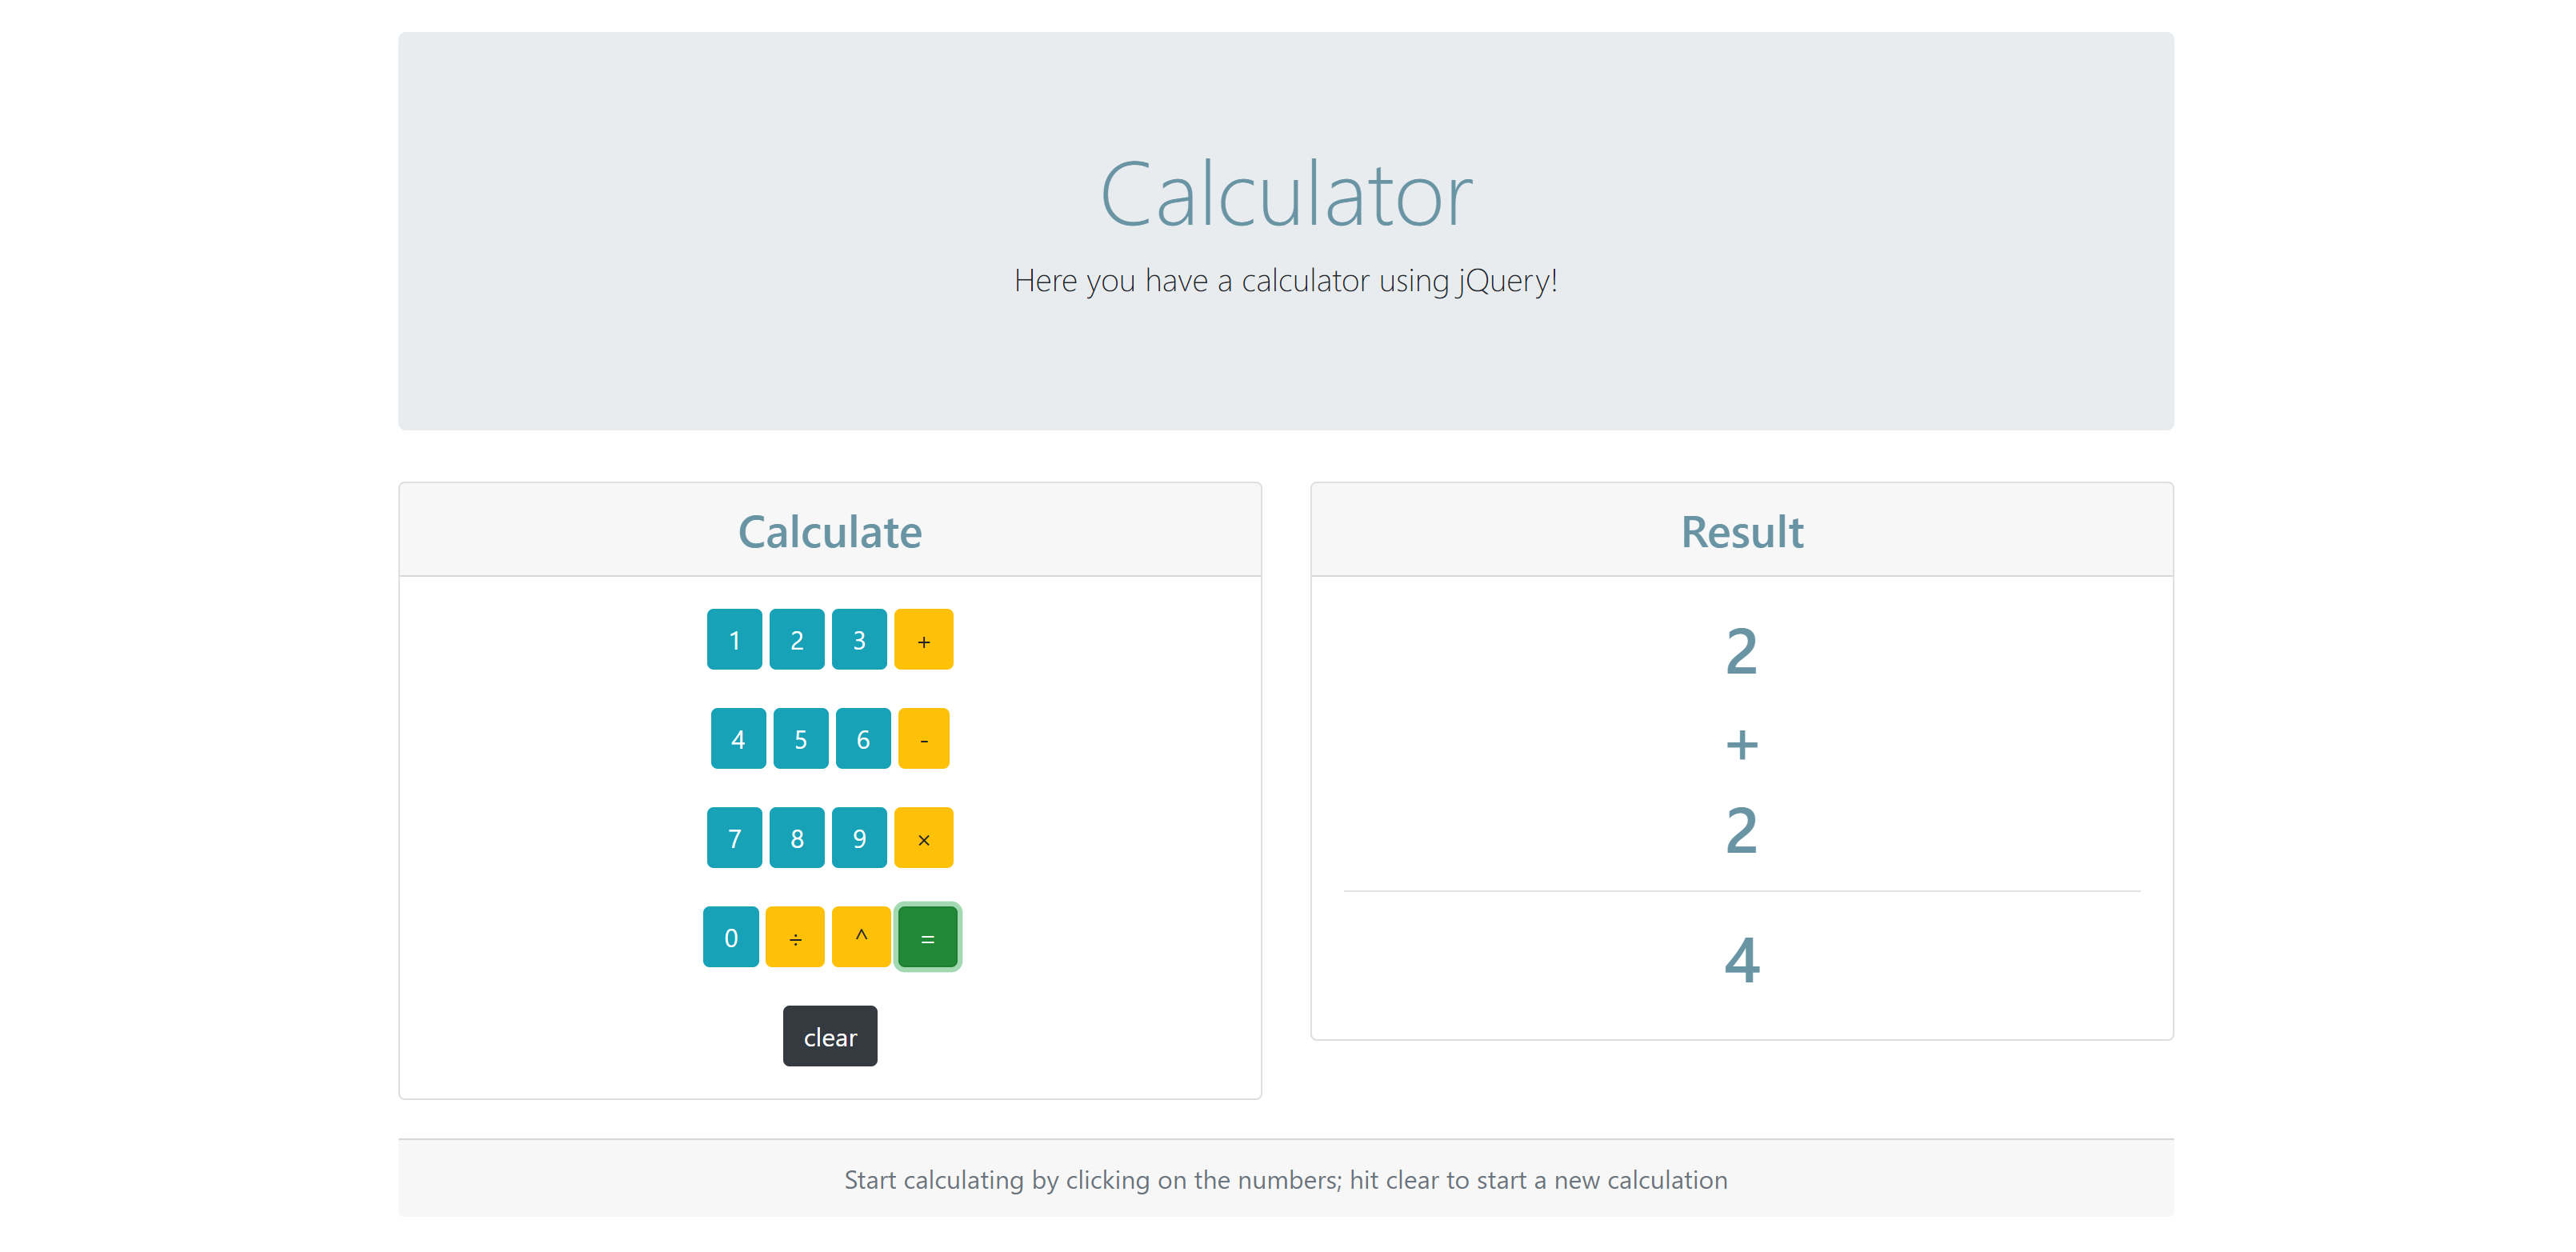 Calculator
Here you have a calculator using jQuery!
Calculate
1 2 3 +
4 5 6 -
7 8 9 ×
0 ÷ ^ =
clear
Result
2
+
2
4
Start calculating by clicking on the numbers; hit clear to start a new calculation